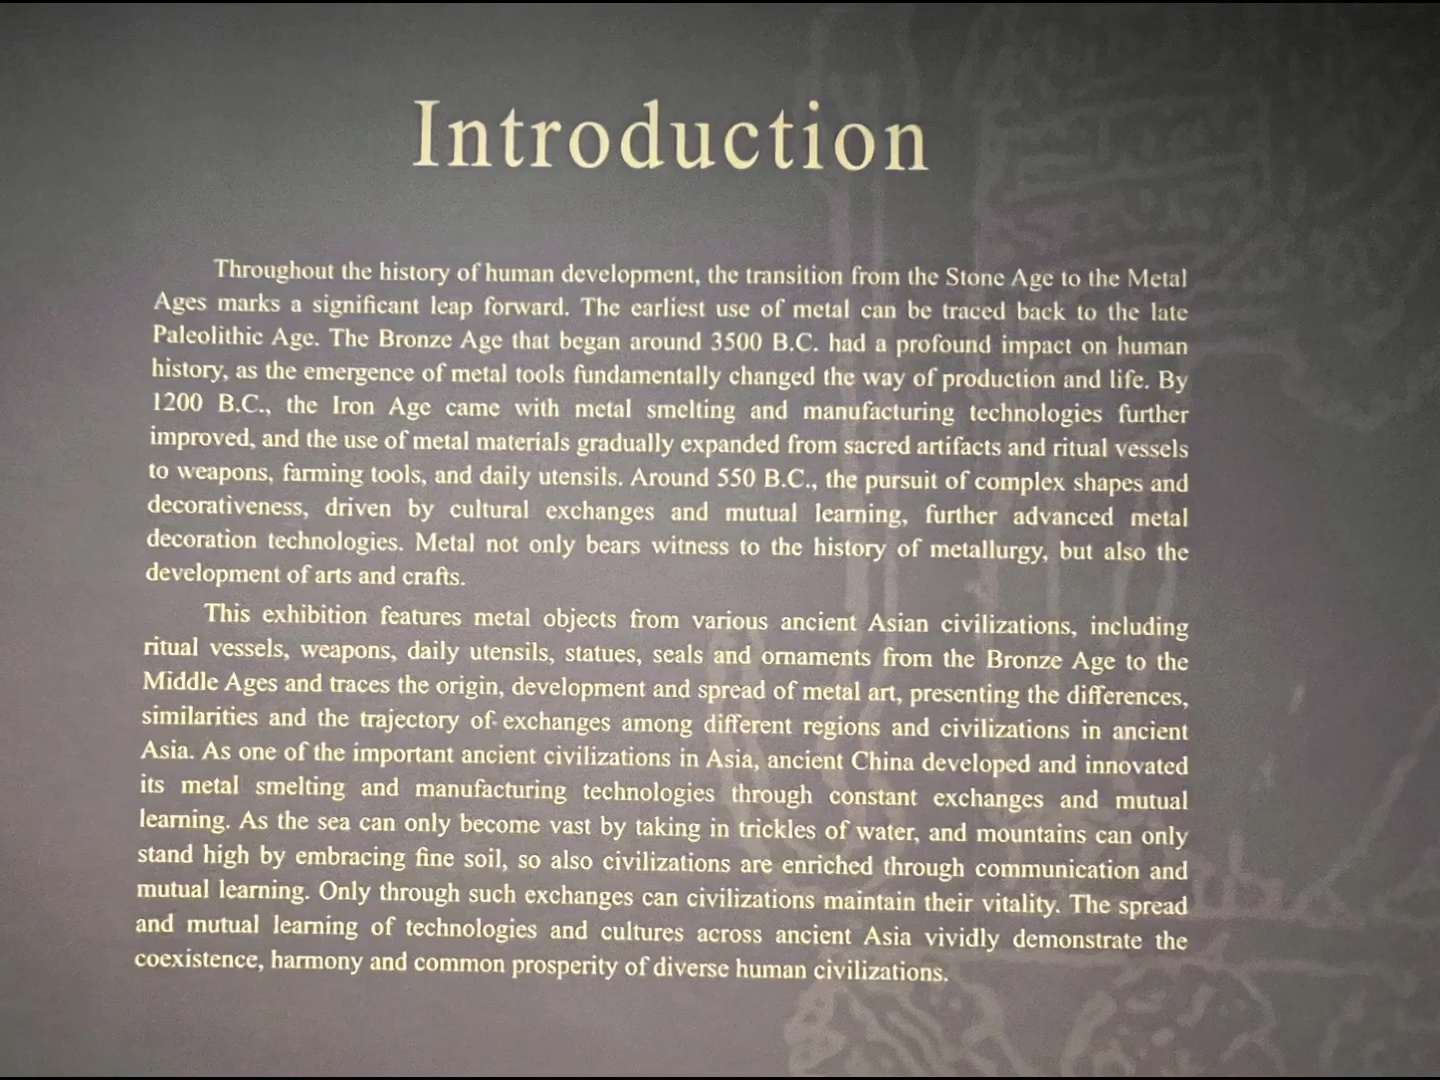 Introduction
Throughout the history of human development, the transition from the Stone Age to the Metal
Ages marks a significant leap forward. The earliest use of metal can be traced back to the late
Paleolithic Age. The Bronze Age that began around 3500 B.C. had a profound impact on human
history, as the emergence of metal tools fundamentally changed the way of production and life. By
1200 B.C., the Iron Age came with metal smelting and manufacturing technologies further
improved, and the use of metal materials gradually expanded from sacred artifacts and ritual vessels
to weapons, farming tools, and daily utensils. Around 550 B.C., the pursuit of complex shapes and
decorativeness, driven by cultural exchanges and mutual learning, further advanced metal
decoration technologies. Metal not only bears witness to the history of metallurgy, but also the
development of arts and crafts.
This exhibition features metal objects from various ancient Asian civilizations, including
ritual vessels, weapons, daily utensils, statues, seals and ornaments from the Bronze Age to the
Middle Ages and traces the origin, development and spread of metal art, presenting the differences,
similarities and the trajectory of exchanges among different regions and civilizations in ancient
Asia. As one of the important ancient civilizations in Asia, ancient China developed and innovated
its metal smelting and manufacturing technologies through constant exchanges and mutual
learning. As the sea can only become vast by taking in trickles of water, and mountains can only
stand high by embracing fine soil, so also civilizations are enriched through communication and
mutual learning. Only through such exchanges can civilizations maintain their vitality. The spread
and mutual learning of technologies and cultures across ancient Asia vividly demonstrate the
coexistence, harmony and common prosperity of diverse human civilizations.